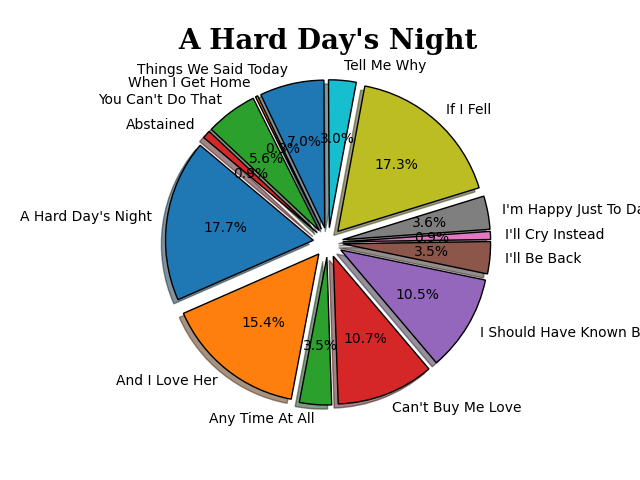 A Hard Day's Night
Tell Me Why
3.0%
If I Fell
17.3%
I'm Happy Just To Da
3.6%
I'll Cry Instead
0.9%
I'll Be Back
3.5%
I Should Have Known B
10.5%
Can't Buy Me Love
10.7%
Any Time At All
3.5%
And I Love Her
15.4%
A Hard Day's Night
17.7%
Abstained
0.9%
You Can't Do That
5.6%
When I Get Home
0.3%
Things We Said Today
7.0%